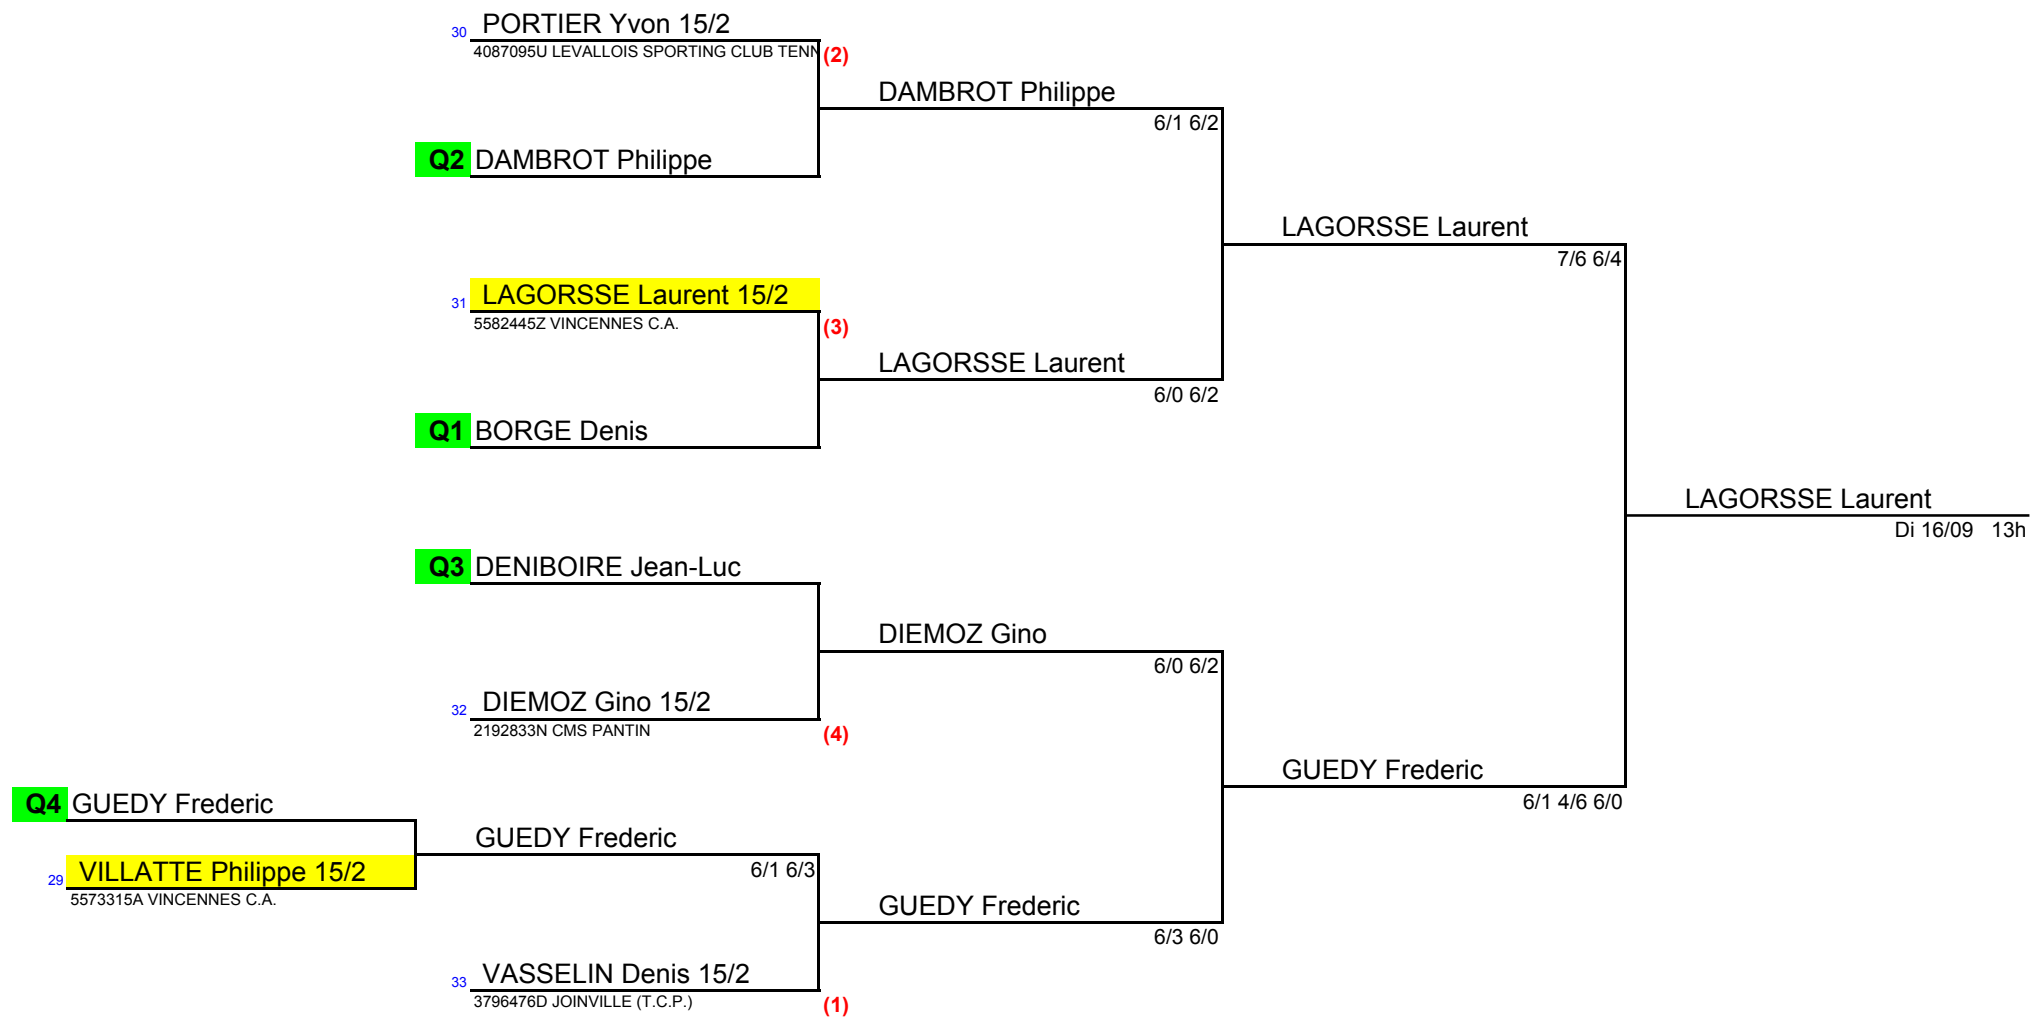 30 PORTIER Yvon 15/2
4087095U LEVALLOIS SPORTING CLUB TENN (2)
DAMBROT Philippe
6/1 6/2
Q2 DAMBROT Philippe
LAGORSSE Laurent
7/6 6/4
31 LAGORSSE Laurent 15/2
5582445Z VINCENNES C.A. (3)
LAGORSSE Laurent
6/0 6/2
Q1 BORGE Denis
LAGORSSE Laurent
Di 16/09 13h
Q3 DENIBOIRE Jean-Luc
DIEMOZ Gino
6/0 6/2
32 DIEMOZ Gino 15/2
2192833N CMS PANTIN (4)
GUEDY Frederic
6/1 4/6 6/0
Q4 GUEDY Frederic
GUEDY Frederic
6/1 6/3
29 VILLATTE Philippe 15/2
5573315A VINCENNES C.A.
GUEDY Frederic
6/3 6/0
33 VASSELIN Denis 15/2
3796476D JOINVILLE (T.C.P.) (1)